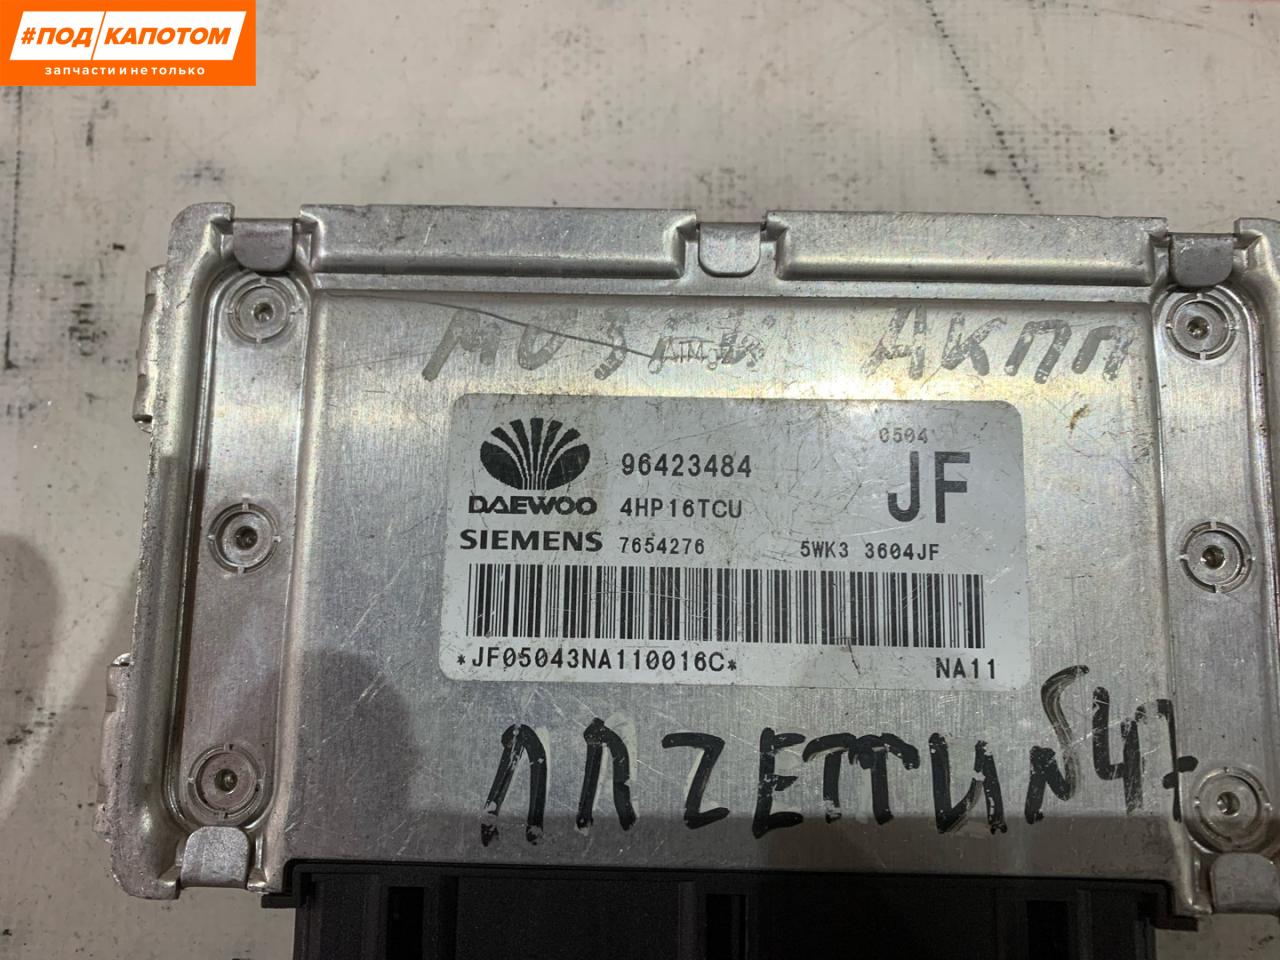 #ПОД КАПОТОМ
запчасти и не только
АКПП
0504
96423484
JF
DAEWOO
4HP16TCU
SIEMENS
7654276
5WK3 3604JF
*JF05043NA110016C*
NA11